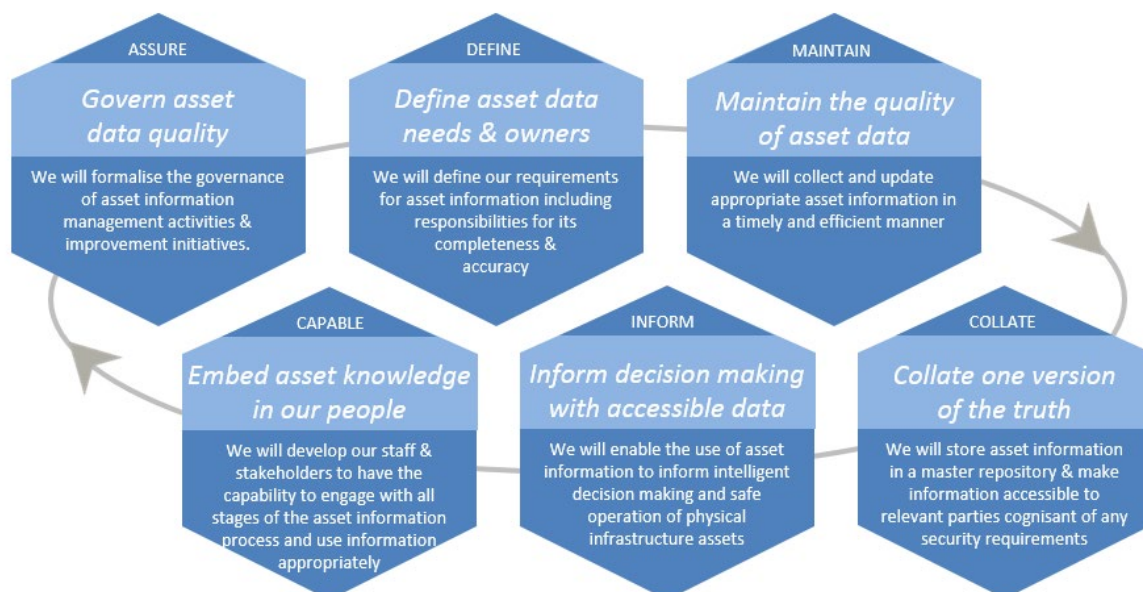 ASSURE
Govern asset
data quality
We will formalise the governance
of asset information
management activities &
improvement initiatives.
DEFINE
Define asset data
needs & owners
We will define our requirements
for asset information including
responsibilities for its
completeness &
accuracy
MAINTAIN
Maintain the quality
of asset data
We will collect and update
appropriate asset information in
a timely and efficient manner
CAPABLE
Embed asset knowledge
in our people
We will develop our staff &
stakeholders to have the
capability to engage with all
stages of the asset information
process and use information
appropriately
INFORM
Inform decision making
with accessible data
We will enable the use of asset
information to inform intelligent
decision making and safe
operation of physical
infrastructure assets
COLLATE
Collate one version
of the truth
We will store asset information
in a master repository & make
information accessible to
relevant parties cognisant of any
security requirements